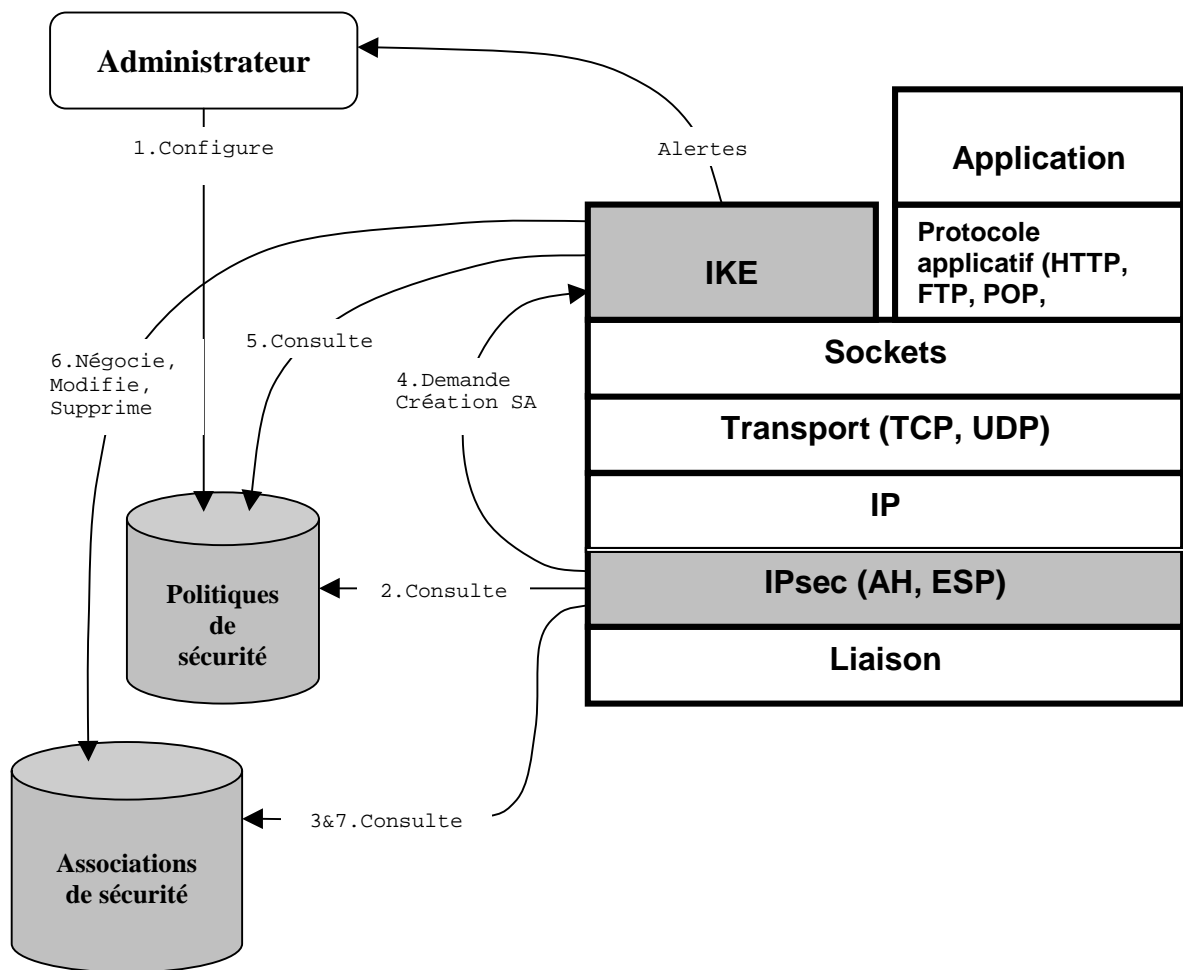 Administrateur
1.Configure
Alertes
Application
Protocole
applicatif (HTTP,
FTP, POP,
IKE
5.Consulte
6.Négocie,
Modifie,
Supprime
4.Demande
Création SA
Sockets
Transport (TCP, UDP)
IP
IPsec (AH, ESP)
2.Consulte
Politiques
de
sécurité
Liaison
3&7.Consulte
Associations
de sécurité